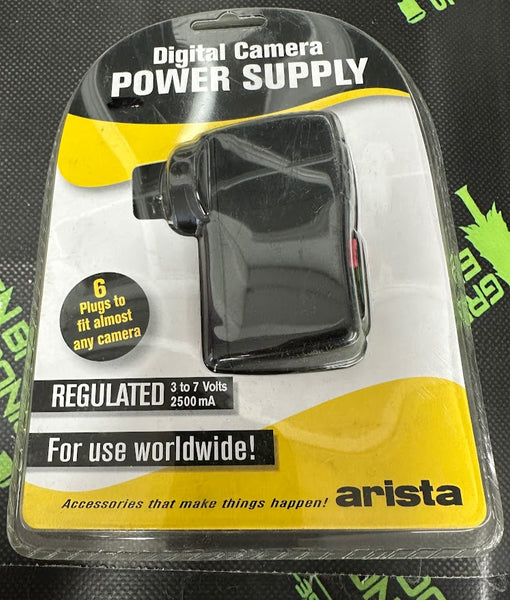 Digital Camera
POWER SUPPLY
6
Plugs to
fit almost
any camera
REGULATED 3 to 7 Volts
2500 mA
For use worldwide!
Accessories that make things happen! arista